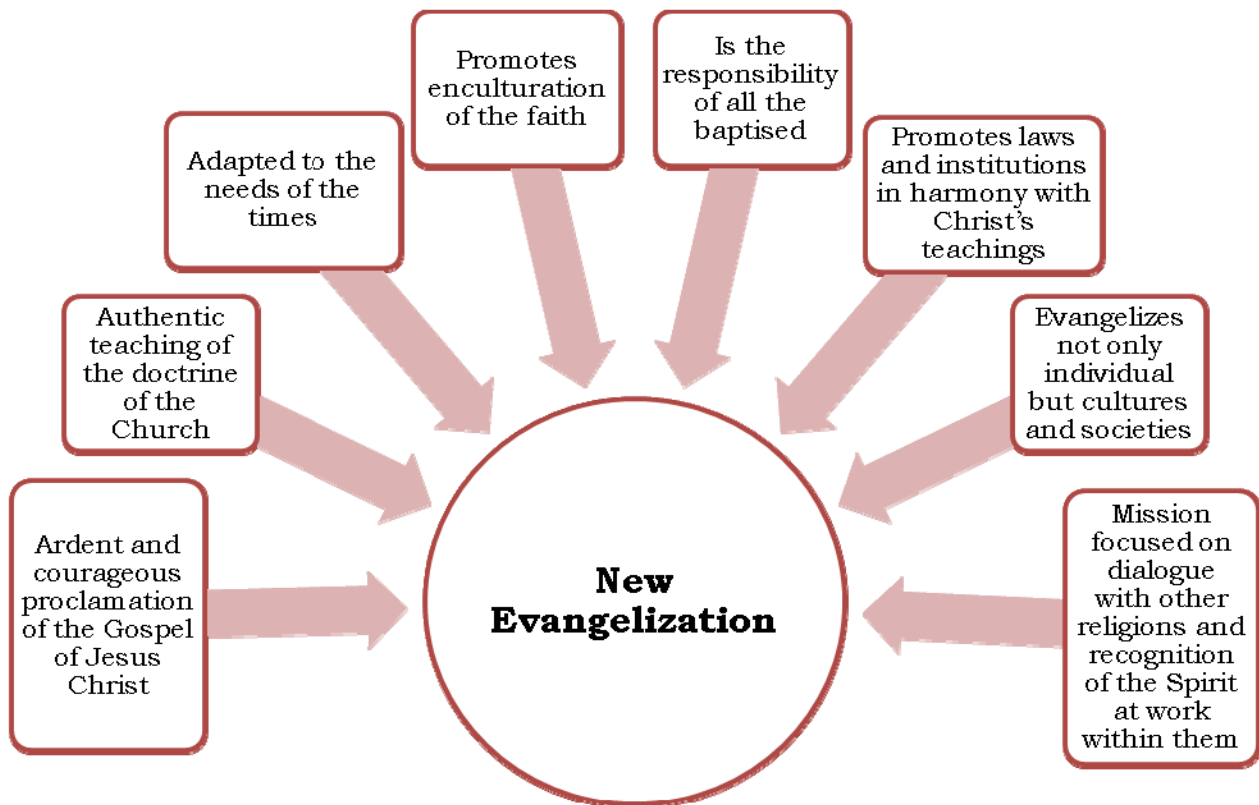 Ardent and
courageous
proclamation
of the Gospel
of Jesus
Christ
Authentic
teaching of
the doctrine
of the
Church
Adapted to the
needs of the
times
Promotes
enculturation
of the faith
Is the
responsibility
of all the
baptised
Promotes laws
and institutions
in harmony with
Christ's
teachings
Evangelizes
not only
individual
but cultures
and societies
Mission
focused on
dialogue
with other
religions and
recognition
of the Spirit
at work
within them
New
Evangelization